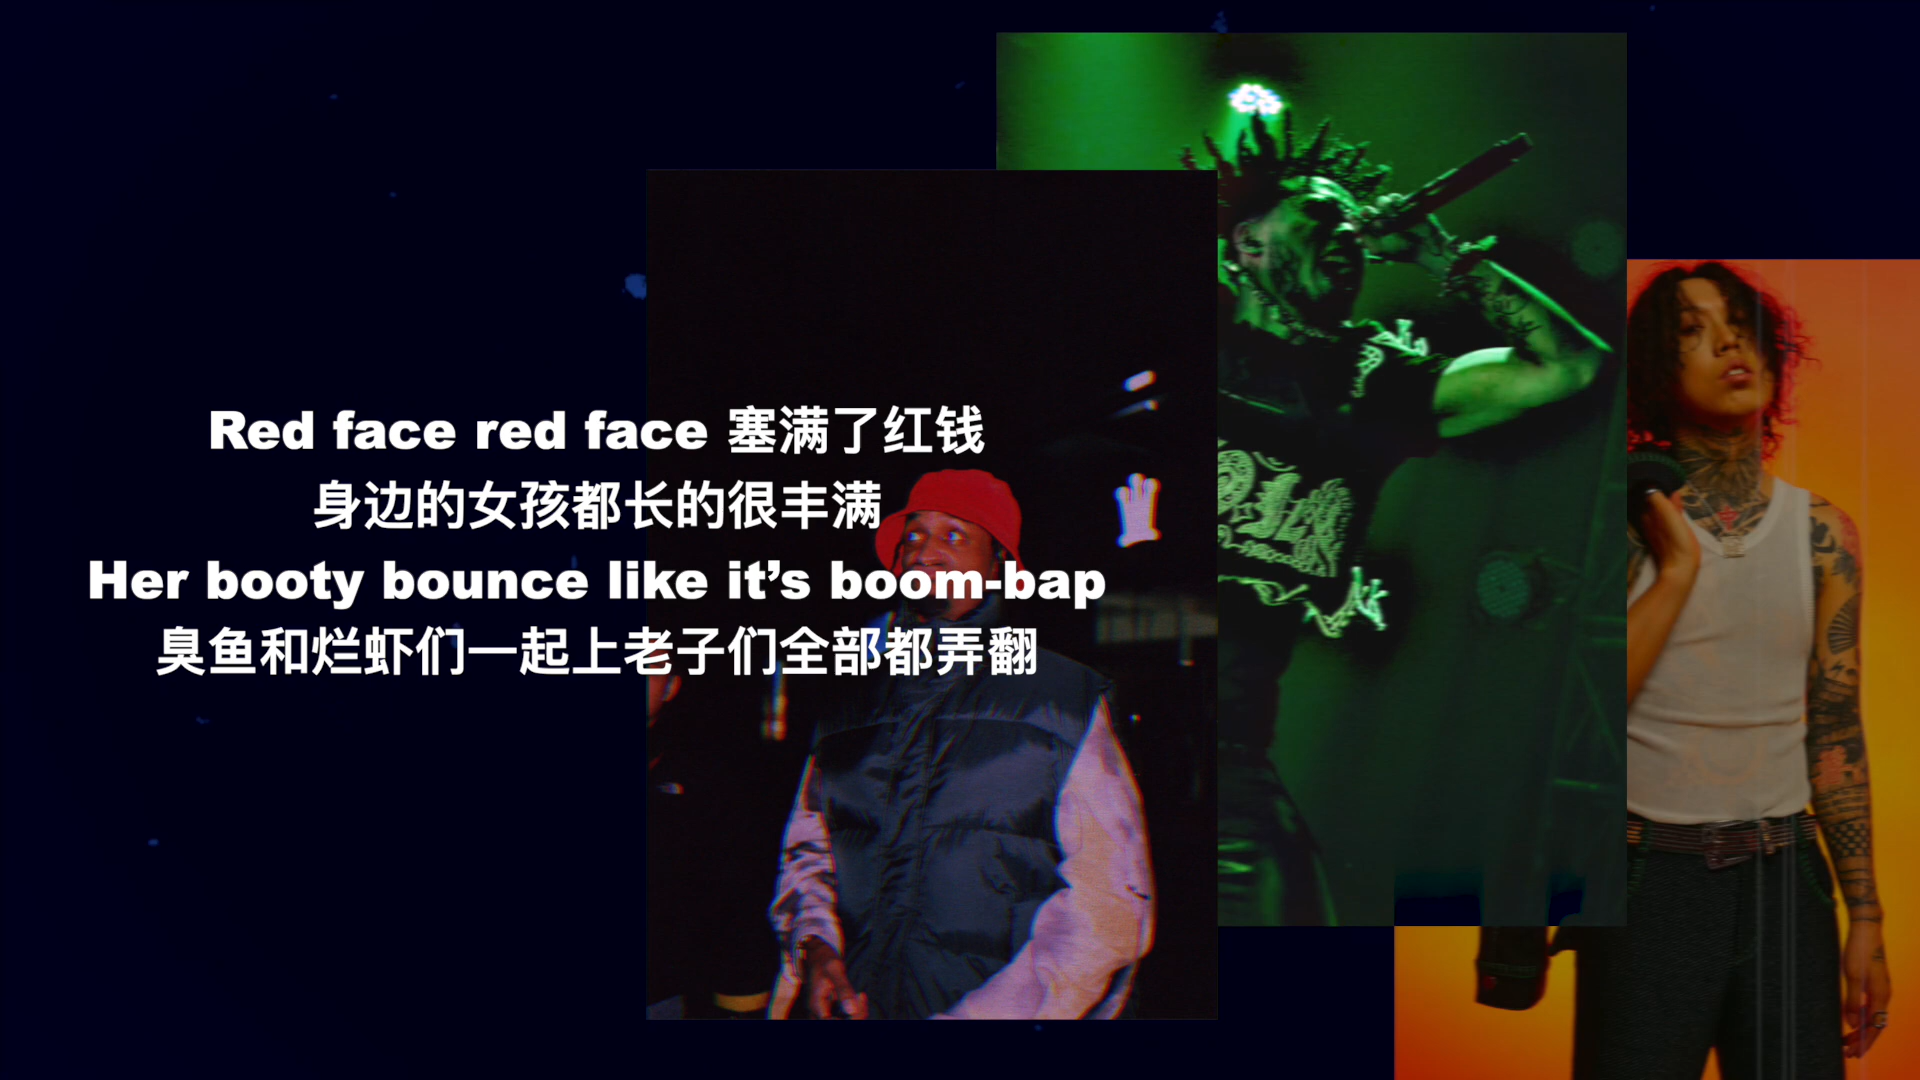 Red face red face 塞满了红钱
身边的女孩都长的很丰满
Her booty bounce like it’s boom-bap
臭鱼和烂虾们一起上老子们全部都弄翻